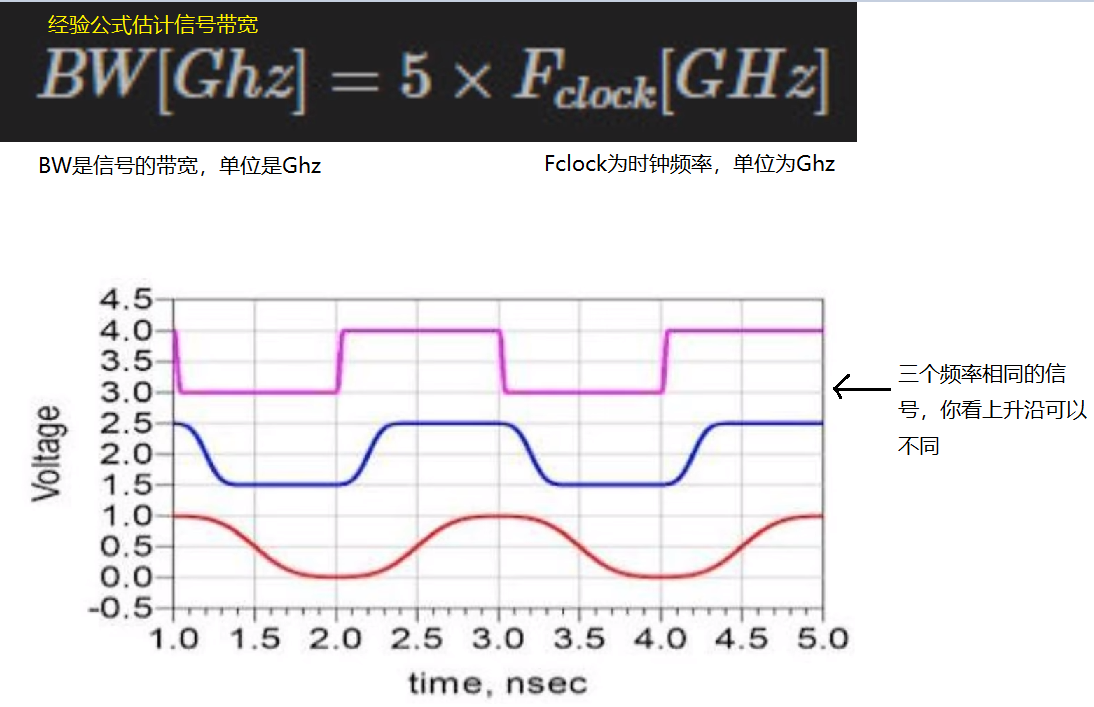 经验公式估计信号带宽
BW[Ghz] = 5 × F_clock[GHz]
BW是信号的带宽，单位是Ghz
Fclock为时钟频率，单位为Ghz
4.5
4.0
3.5
3.0
2.5
2.0
1.5
1.0
0.5
0.0
-0.5
Voltage
1.0 1.5 2.0 2.5 3.0 3.5 4.0 4.5 5.0
time, nsec
三个频率相同的信
号，你看上升沿可以
不同